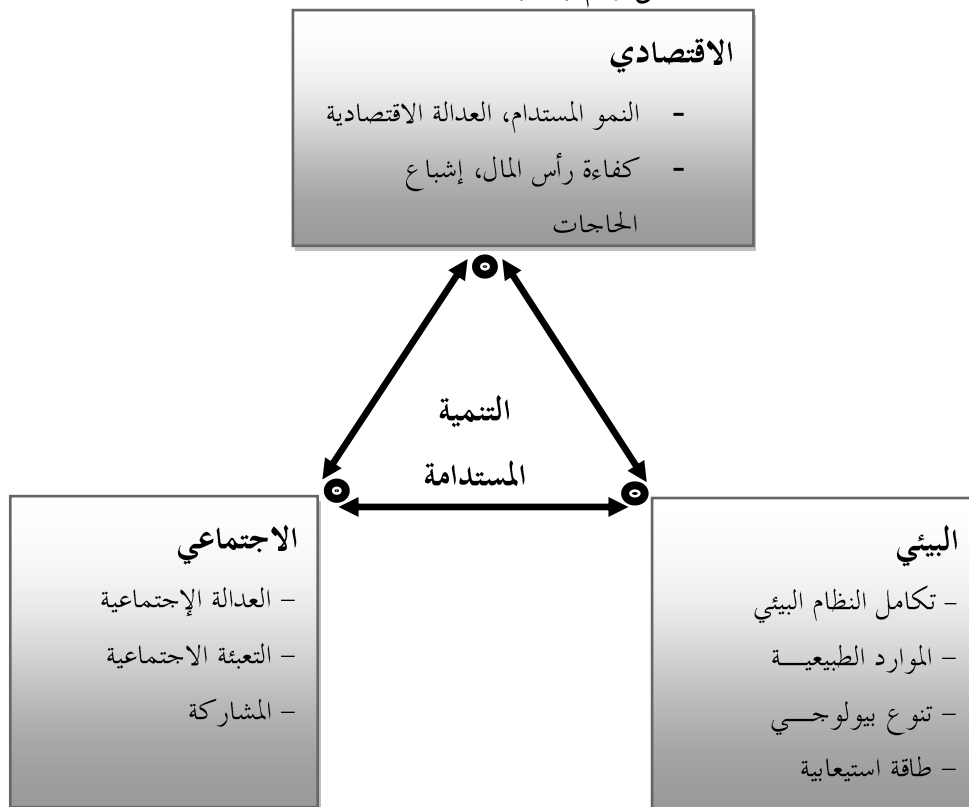 الاقتصادي
- النمو المستدام، العدالة الاقتصادية
- كفاءة رأس المال، إشباع
الحاجات
التنمية
المستدامة
البيئي
– تكامل النظام البيئي
– الموارد الطبيعيـــة
– تنوع بيولوجـــي
– طاقة استيعابية
الاجتماعي
– العدالة الإجتماعية
– التعبئة الاجتماعية
– المشاركة